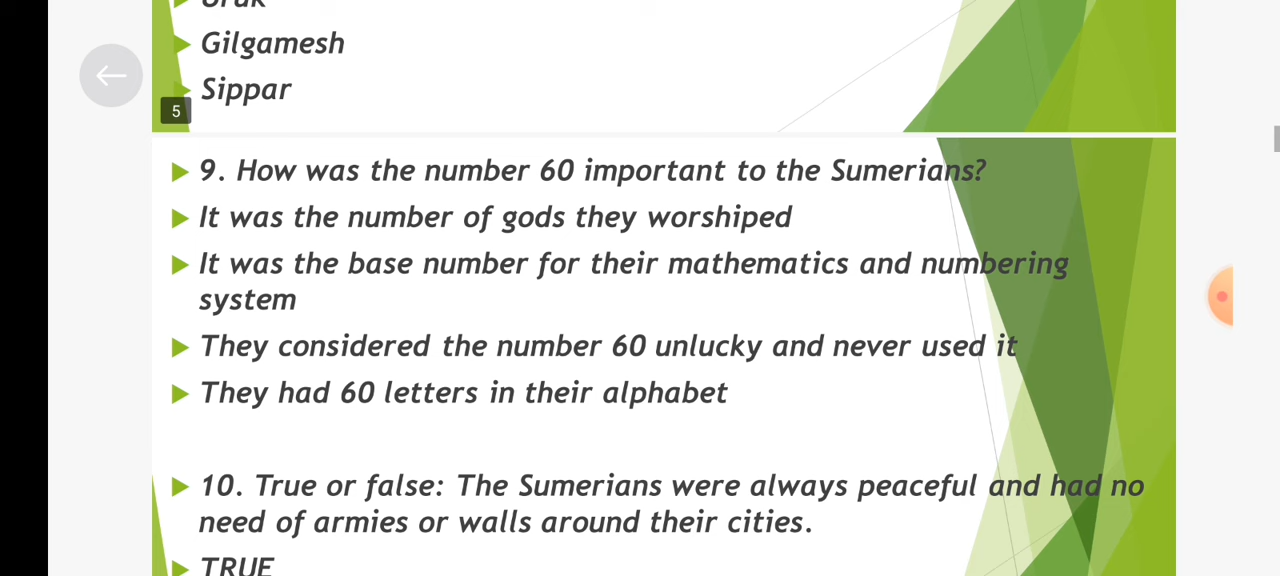 Uruk
Gilgamesh
Sippar
5
9. How was the number 60 important to the Sumerians?
It was the number of gods they worshiped
It was the base number for their mathematics and numbering
system
They considered the number 60 unlucky and never used it
They had 60 letters in their alphabet
10. True or false: The Sumerians were always peaceful and had no
need of armies or walls around their cities.
TRUE